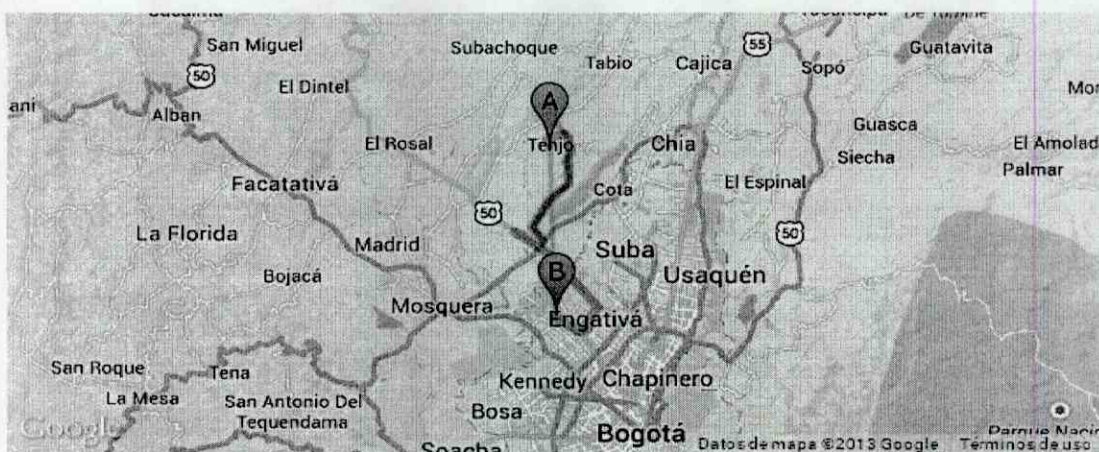 San Miguel
Subachoque
Guatavita
55
Tabio
Cajica
Sopó
50
El Dintel
A
Alban
Guasca
El Rosal
Tenjo
Chia
El Amolad
Siecha
Palmar
Facatativá
Cota
El Espinal
50
50
La Florida
Madrid
Suba
Usaquén
Bojacá
B
Mosquera
Engativá
San Roque
Tena
Kennedy
Chapinero
La Mesa
San Antonio Del
Tequendama
Bosa
Google
Bogotá
Datos de mapa ©2013 Google
Términos de uso